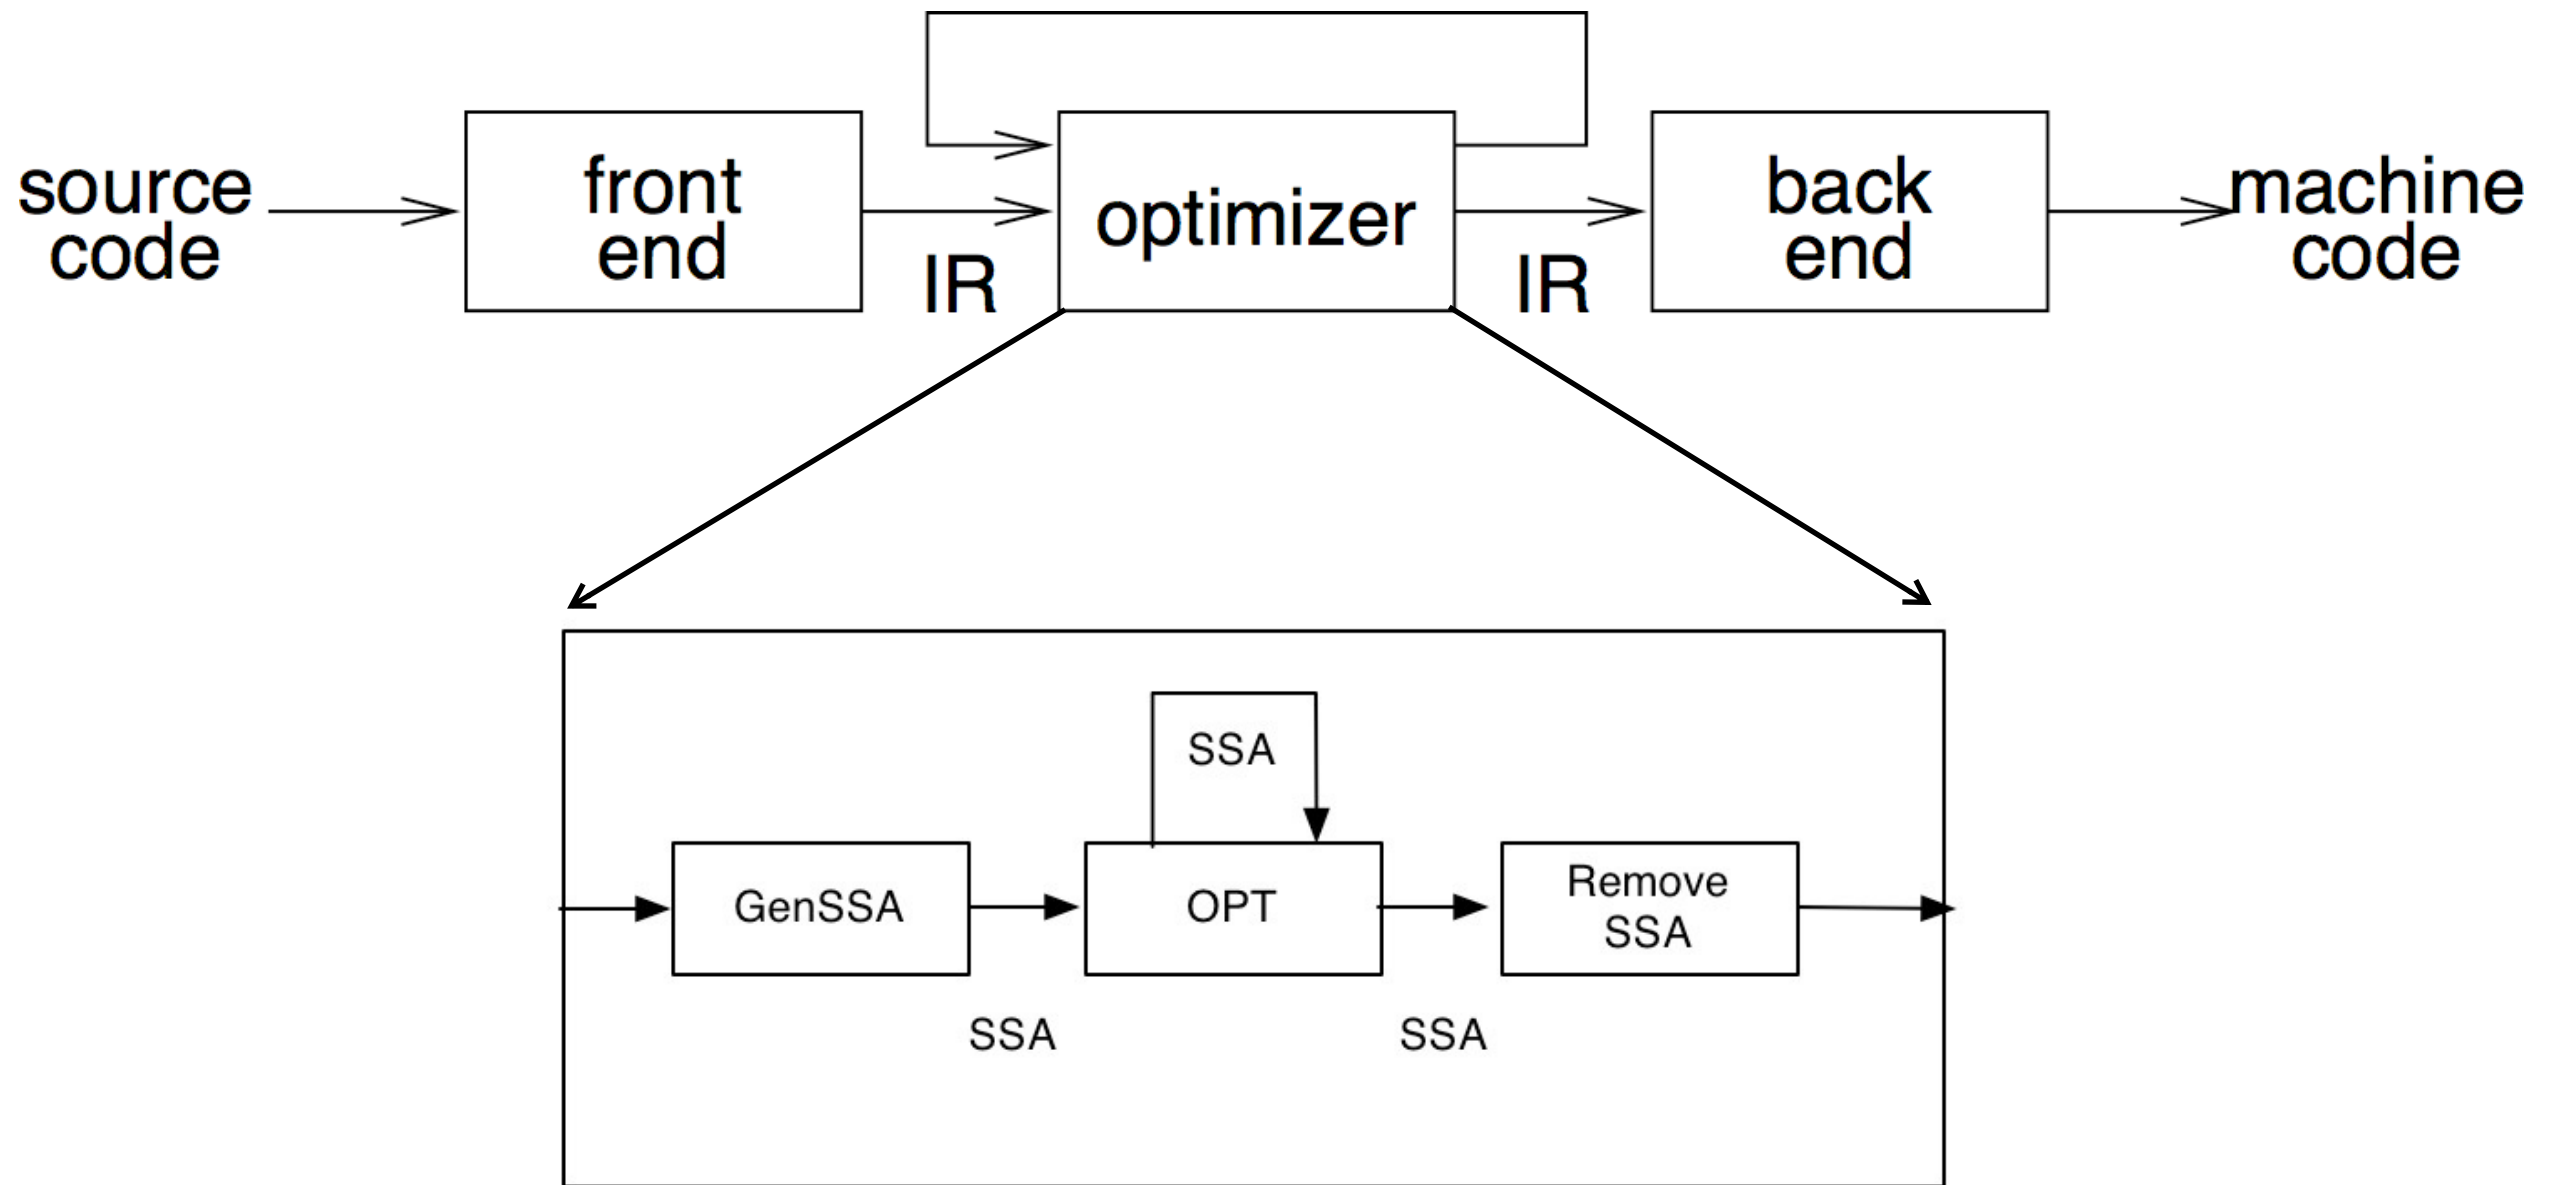 source
code
front
end
IR
optimizer
IR
back
end
machine
code
SSA
GenSSA
OPT
Remove
SSA
SSA
SSA